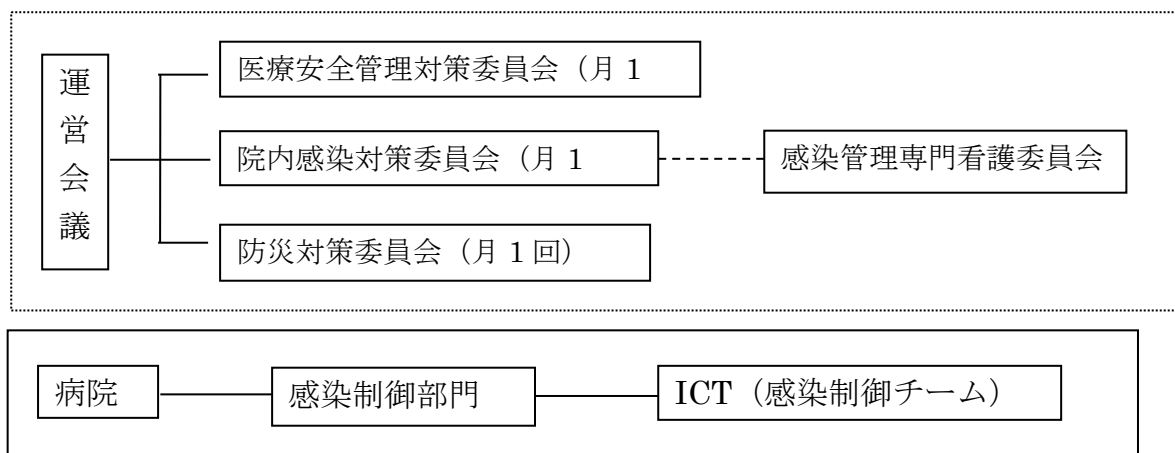 運営会議
医療安全管理対策委員会（月 1
院内感染対策委員会（月 1
感染管理専門看護委員会
防災対策委員会（月 1 回）
病院
感染制御部門
ICT（感染制御チーム）